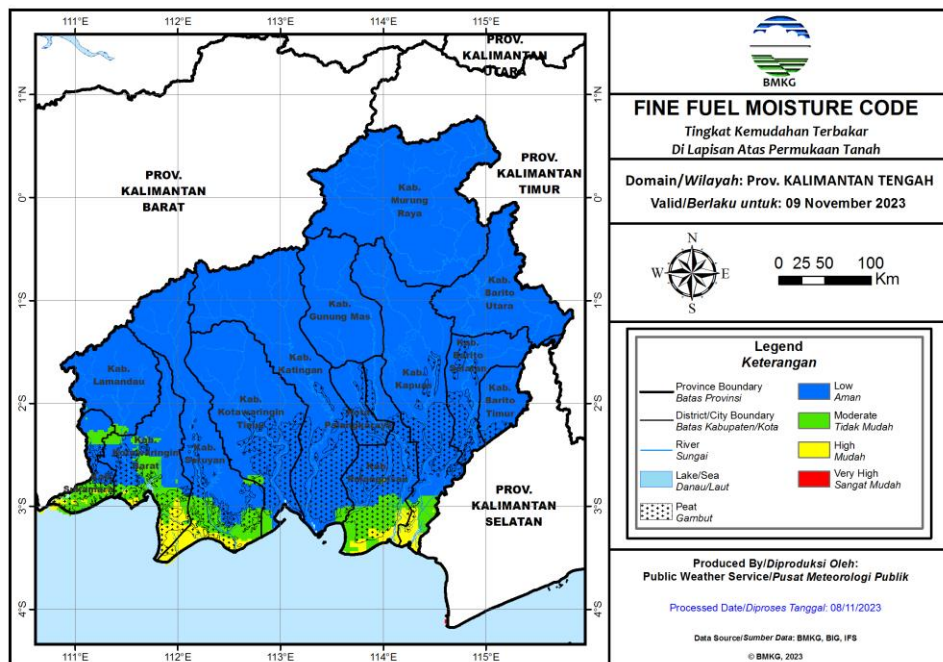 111°E 112°E 113°E 114°E 115°E
PROV.
KALIMANTAN
UTARA
1°N 1°N
PROV.
KALIMANTAN
BARAT
PROV.
KALIMANTAN
TIMUR
Kab.
Murung
Raya
0° 0°
1°S 1°S
Kab.
Barito
Utara
Kab.
Gunung Mas
Kab.
Barito
Selatan
Kab.
Lamandau
Kab.
Katingan
Kab.
Kapuas
Kab.
Barito
Timur
2°S 2°S
Kab.
Kotawaringin
Timur
Kab.
Kotawaringin
Barat
Kab.
Seruyan
Kab.
PROV.
KALIMANTAN
SELATAN
3°S 3°S
4°S 4°S
111°E 112°E 113°E 114°E 115°E
BMKG
FINE FUEL MOISTURE CODE
Tingkat Kemudahan Terbakar
Di Lapisan Atas Permukaan Tanah
Domain/Wilayah: Prov. KALIMANTAN TENGAH
Valid/Berlaku untuk: 09 November 2023
N
W E
S
0 25 50 100
Km
Legend
Keterangan
Province Boundary
Batas Provinsi
District/City Boundary
Batas Kabupaten/Kota
River
Sungai
Lake/Sea
Danau/Laut
Peat
Gambut
Low
Aman
Moderate
Tidak Mudah
High
Mudah
Very High
Sangat Mudah
Produced By/Diproduksi Oleh:
Public Weather Service/Pusat Meteorologi Publik
Processed Date/Diproses Tanggal: 08/11/2023
Data Source/Sumber Data: BMKG, BIG, IFS
© BMKG, 2023